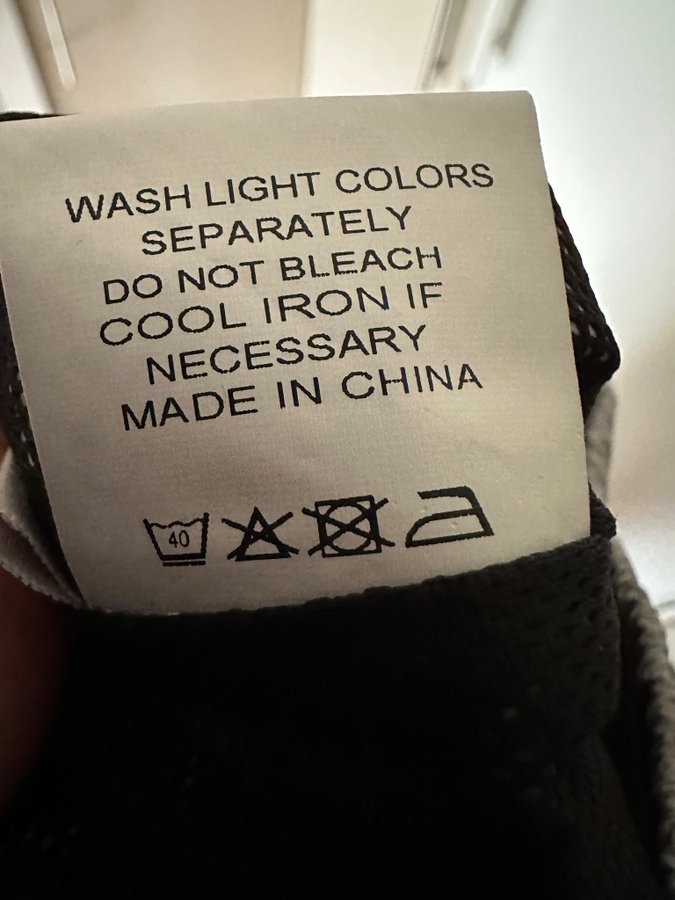 WASH LIGHT COLORS
SEPARATELY
DO NOT BLEACH
COOL IRON IF
NECESSARY
MADE IN CHINA
40